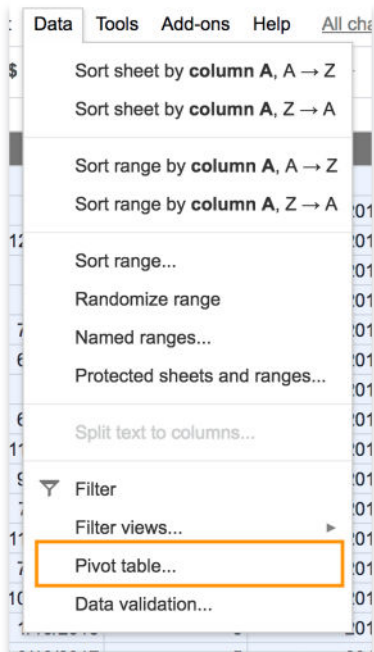 Data Tools Add-ons Help All cha
$
Sort sheet by column A, A → Z
Sort sheet by column A, Z → A
Sort range by column A, A → Z
Sort range by column A, Z → A
Sort range...
Randomize range
Named ranges...
Protected sheets and ranges...
Split text to columns...
Filter
Filter views...
Pivot table...
Data validation...